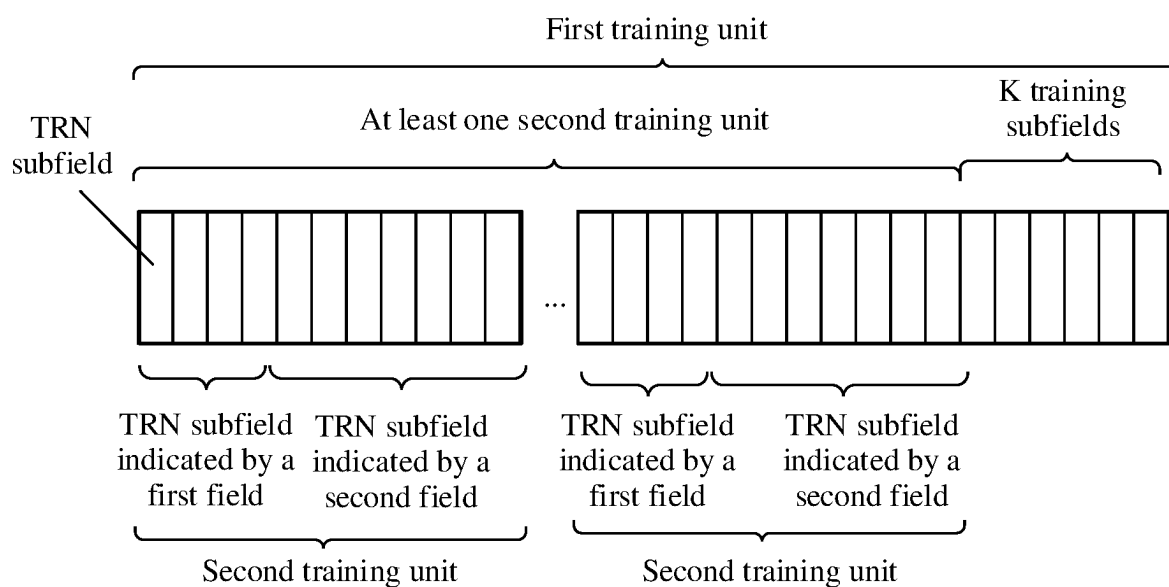 First training unit
K training
subfields
At least one second training unit
TRN
subfield
...
TRN subfield
indicated by a
first field
TRN subfield
indicated by a
second field
TRN subfield
indicated by a
first field
TRN subfield
indicated by a
second field
Second training unit
Second training unit